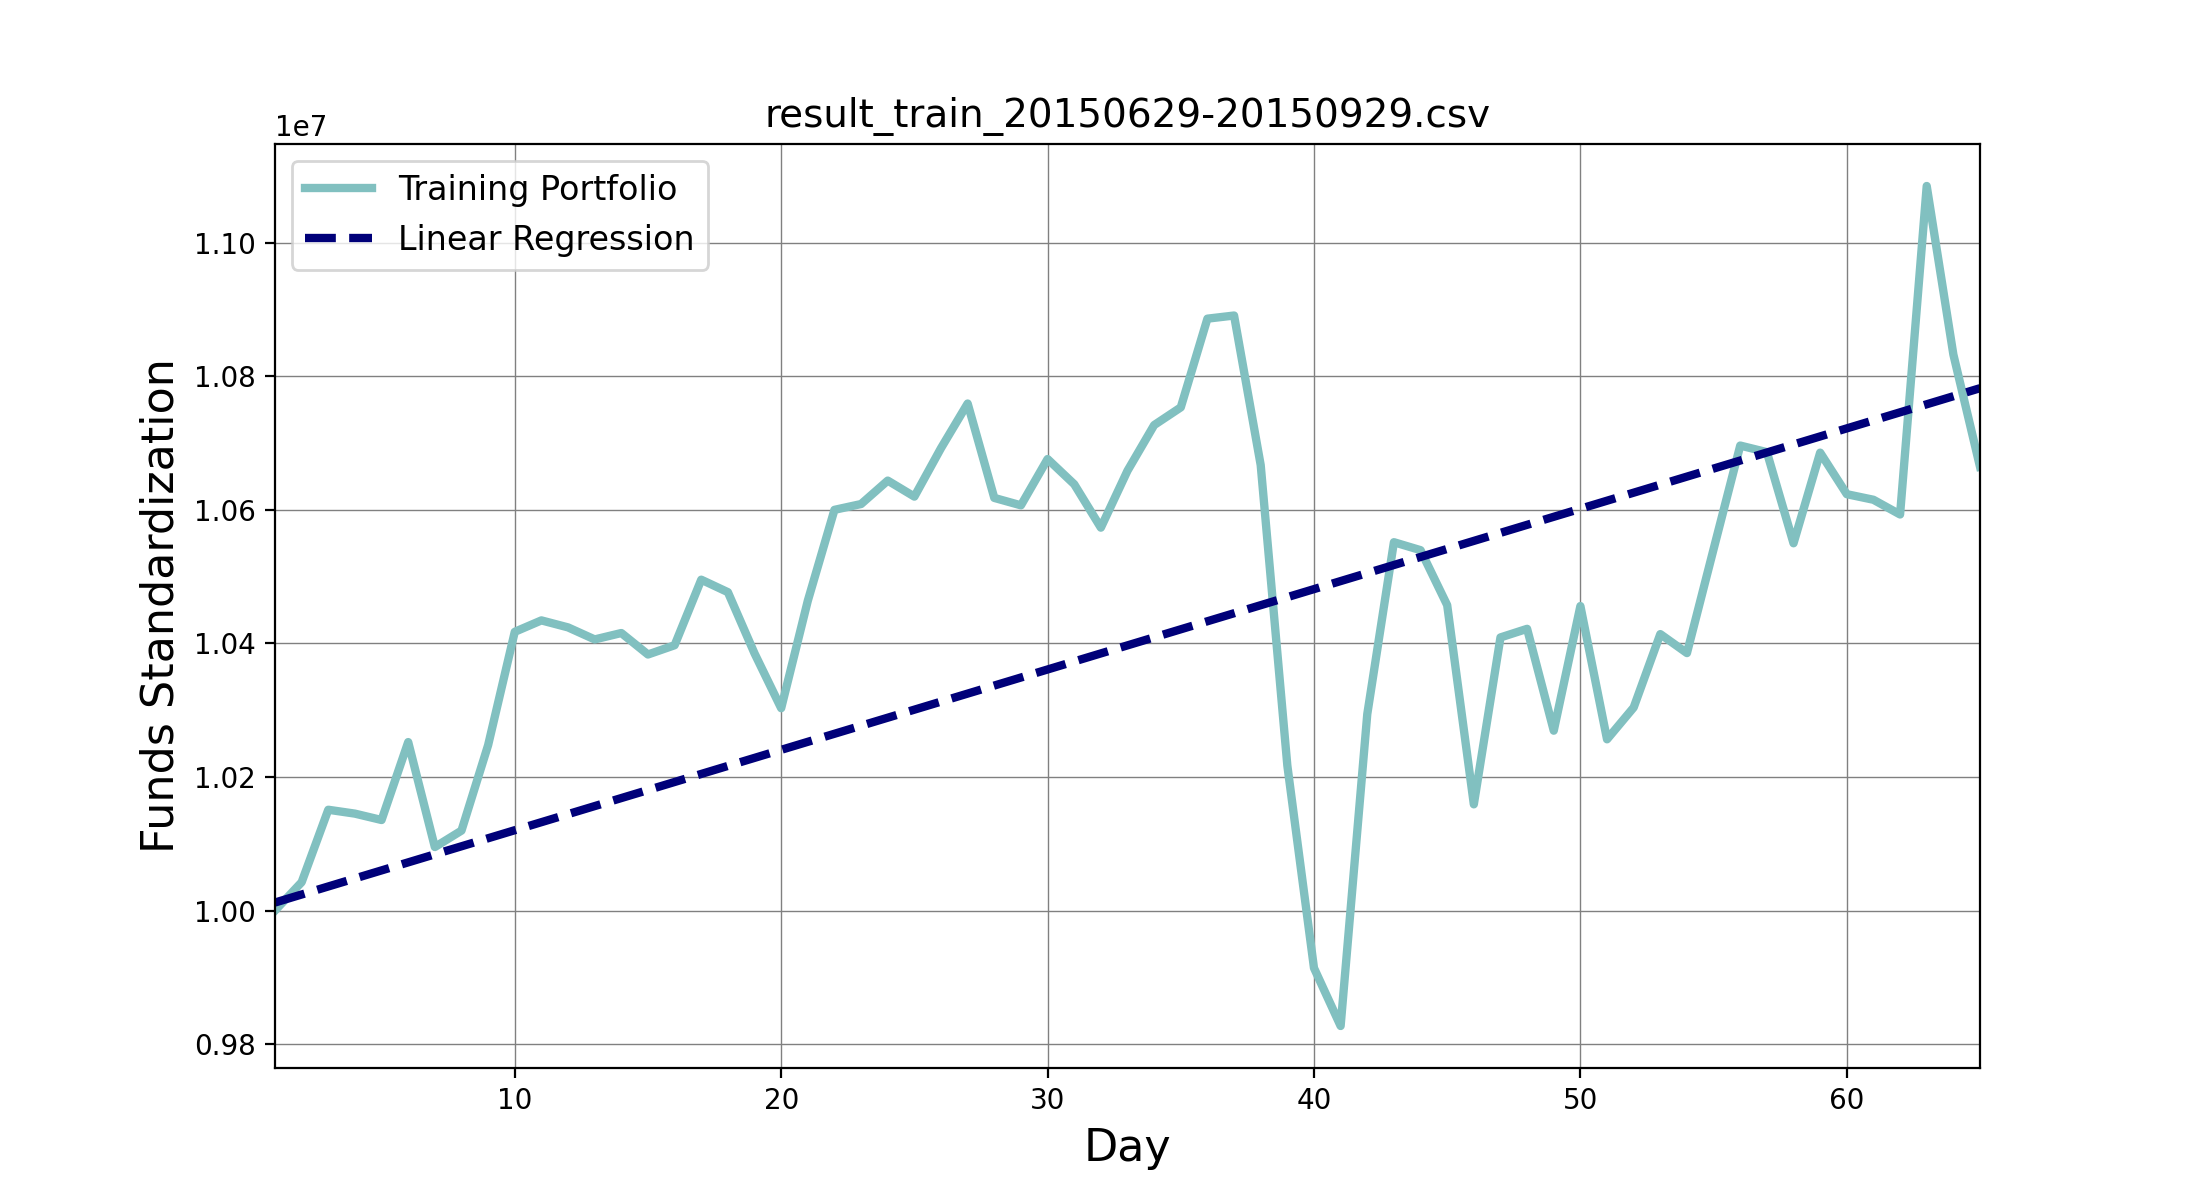 result_train_20150629-20150929.csv
1e7
Training Portfolio
Linear Regression
Funds Standardization
1.10
1.08
1.06
1.04
1.02
1.00
0.98
10 20 30 40 50 60
Day